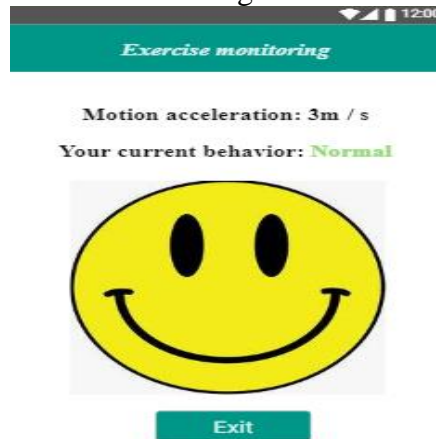 12:00
Exercise monitoring
Motion acceleration: 3m / s
Your current behavior: Normal
Exit